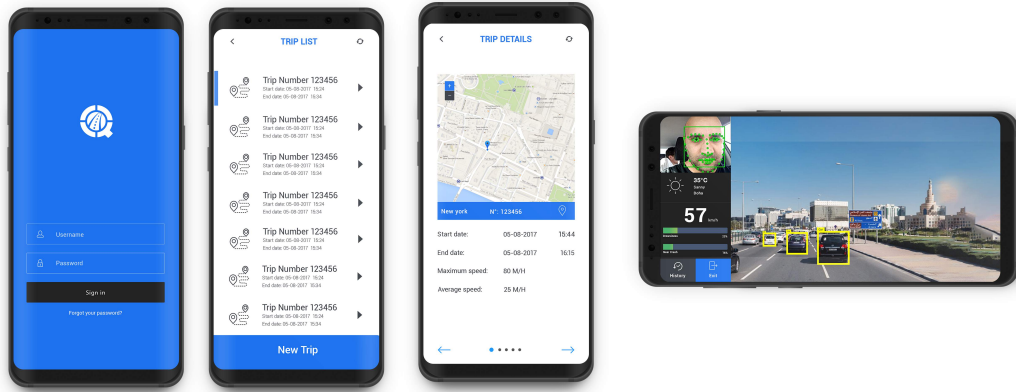 Username
Password
Sign in
Forgot your password?
TRIP LIST
Trip Number 123456
Start date: 05-08-2017 15:24
End date: 05-08-2017 15:34
Trip Number 123456
Start date: 05-08-2017 15:24
End date: 05-08-2017 15:34
Trip Number 123456
Start date: 05-08-2017 15:24
End date: 05-08-2017 15:34
Trip Number 123456
Start date: 05-08-2017 15:24
End date: 05-08-2017 15:34
Trip Number 123456
Start date: 05-08-2017 15:24
End date: 05-08-2017 15:34
Trip Number 123456
Start date: 05-08-2017 15:24
End date: 05-08-2017 15:34
Trip Number 123456
Start date: 05-08-2017 15:24
End date: 05-08-2017 15:34
New Trip
TRIP DETAILS
New york N°: 123456
Start date: 05-08-2017 15:44
End date: 05-08-2017 16:15
Maximum speed: 80 M/H
Average speed: 25 M/H
35°C
Sunny
Doha
57 km/h
History
Exit